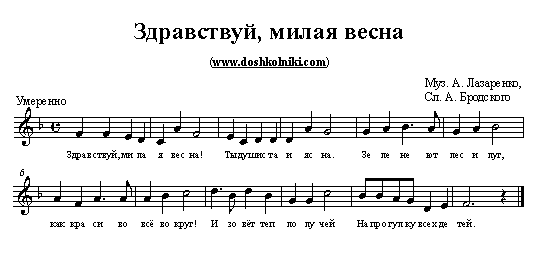 Здравствуй, милая весна
(www.doshkolniki.com)
Муз. А. Лазаренко,
Сл. А. Бродского
Умеренно
Здравствуй,ми ла я вес на! Ты душис та и яс на. Зе ле не ют лес и луг,
6
как кра си во всё во круг! И зо вёт теп ло лу чей На про гул ку всех де тей.